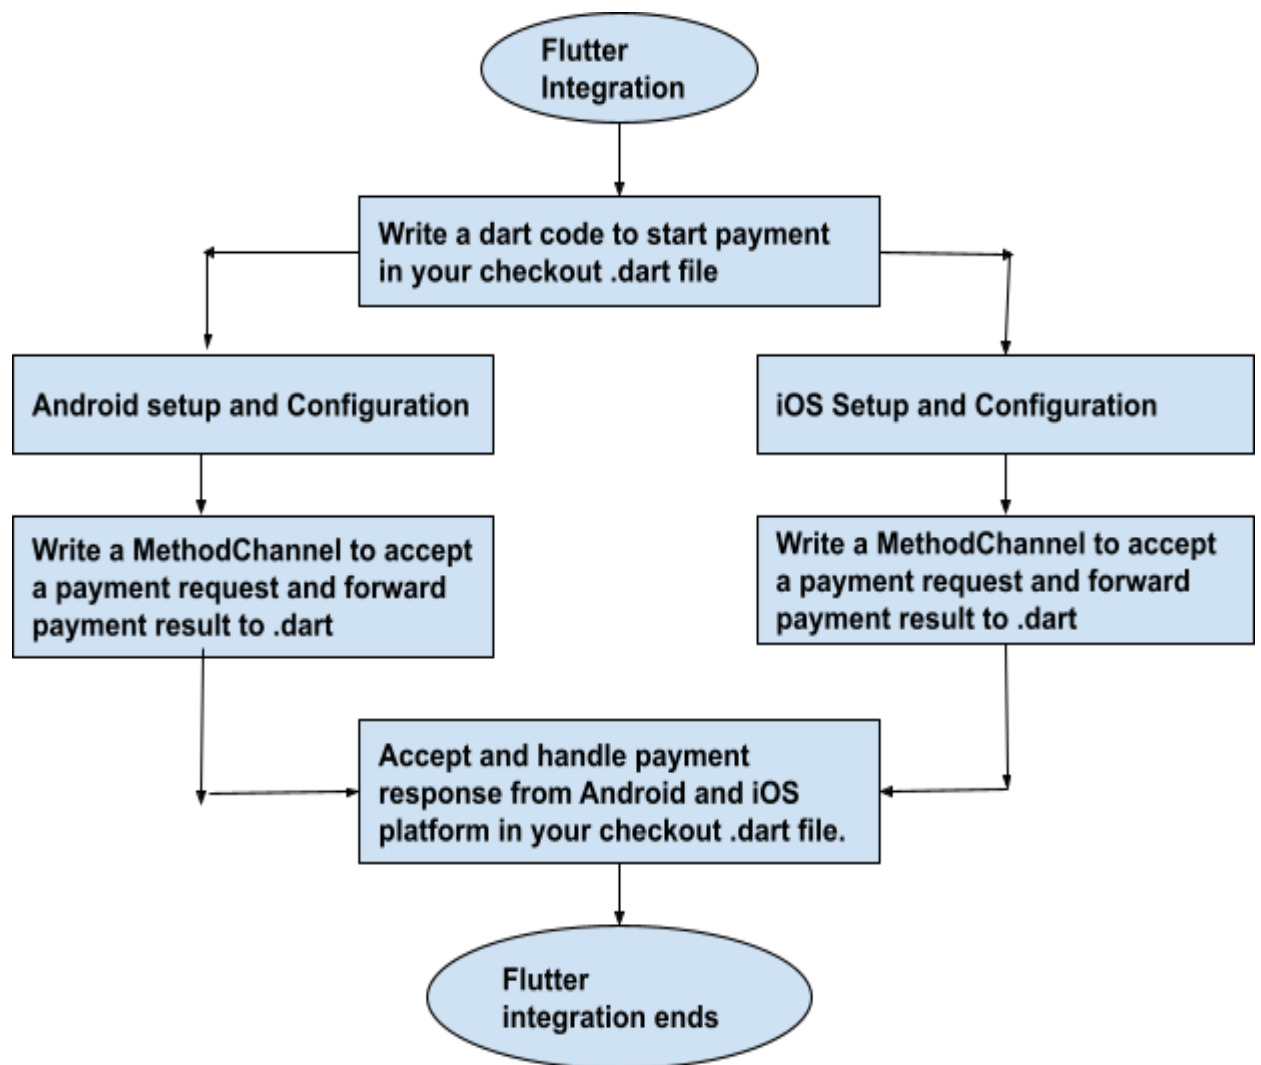 Flutter
Integration
Write a dart code to start payment
in your checkout .dart file
Android setup and Configuration
iOS Setup and Configuration
Write a MethodChannel to accept
a payment request and forward
payment result to .dart
Write a MethodChannel to accept
a payment request and forward
payment result to .dart
Accept and handle payment
response from Android and iOS
platform in your checkout .dart file.
Flutter
integration ends